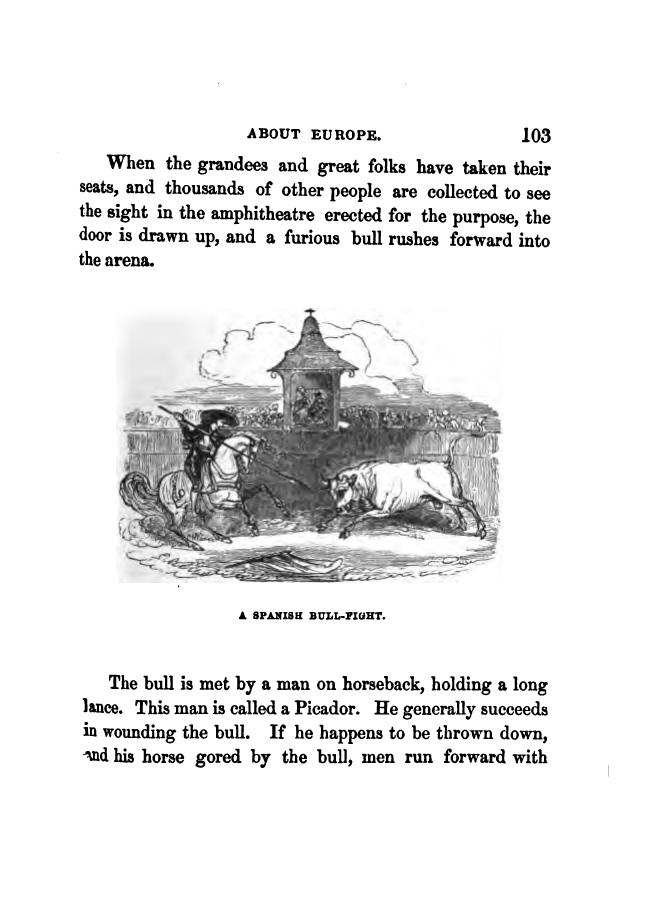 ABOUT EUROPE. 103
When the grandees and great folks have taken their
seats, and thousands of other people are collected to see
the sight in the amphitheatre erected for the purpose, the
door is drawn up, and a furious bull rushes forward into
the arena.
A SPANISH BULL-FIGHT.
The bull is met by a man on horseback, holding a long
lance. This man is called a Picador. He generally succeeds
in wounding the bull. If he happens to be thrown down,
and his horse gored by the bull, men run forward with